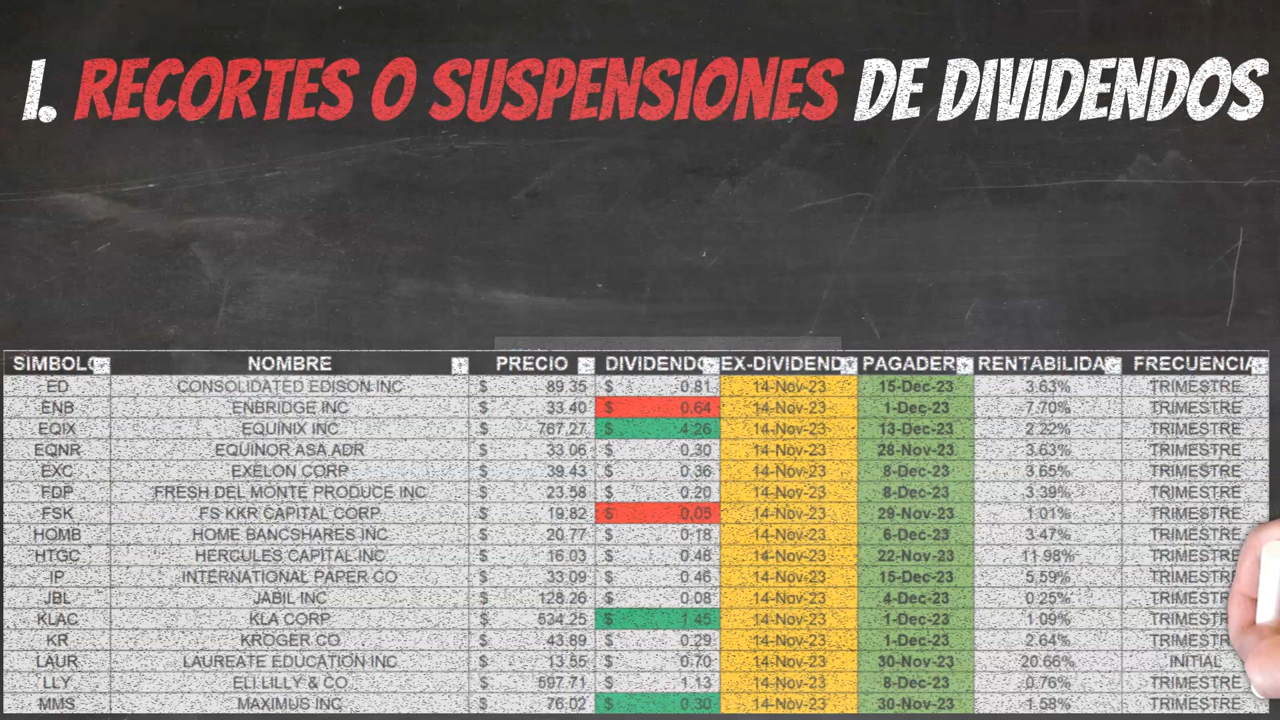 1. RECORTES O SUSPENSIONES DE DIVIDENDOS
SIMBOLO NOMBRE PRECIO DIVIDENDO EX-DIVIDEND PAGADER RENTABILIDA FRECUENCIA
ED CONSOLIDATED EDISON INC $ 89.35 $ 0.81 14-Nov-23 15-Dec-23 3.63% TRIMESTRE
ENB ENBRIDGE INC $ 33.40 $ 0.64 14-Nov-23 1-Dec-23 7.70% TRIMESTRE
EQIX EQUINIX INC $ 767.27 $ 4.26 14-Nov-23 13-Dec-23 2.22% TRIMESTRE
EQNR EQUINOR ASA ADR $ 33.06 $ 0.30 14-Nov-23 28-Nov-23 3.63% TRIMESTRE
EXC EXELON CORP $ 39.43 $ 0.36 14-Nov-23 8-Dec-23 3.65% TRIMESTRE
FDP FRESH DEL MONTE PRODUCE INC $ 23.58 $ 0.20 14-Nov-23 8-Dec-23 3.39% TRIMESTRE
FSK FS KKR CAPITAL CORP $ 19.82 $ 0.05 14-Nov-23 29-Nov-23 1.01% TRIMESTRE
HOMB HOME BANCSHARES INC $ 20.77 $ 0.18 14-Nov-23 6-Dec-23 3.47% TRIMESTRE
HTGC HERCULES CAPITAL INC $ 16.03 $ 0.48 14-Nov-23 22-Nov-23 11.98% TRIMESTRE
IP INTERNATIONAL PAPER CO $ 33.09 $ 0.46 14-Nov-23 15-Dec-23 5.59% TRIMESTRE
JBL JABIL INC $ 128.26 $ 0.08 14-Nov-23 4-Dec-23 0.25% TRIMESTRE
KLAC KLA CORP $ 534.25 $ 1.45 14-Nov-23 1-Dec-23 1.09% TRIMESTR
KR KROGER CO $ 43.89 $ 0.29 14-Nov-23 1-Dec-23 2.64% TRIMESTR
LAUR LAUREATE EDUCATION INC $ 13.55 $ 0.70 14-Nov-23 30-Nov-23 20.66% INITIAL
LLY ELI LILLY & CO $ 597.71 $ 1.13 14-Nov-23 8-Dec-23 0.76% TRIMESTRE
MMS MAXIMUS INC $ 76.02 $ 0.30 14-Nov-23 30-Nov-23 1.58% TRIMESTRE